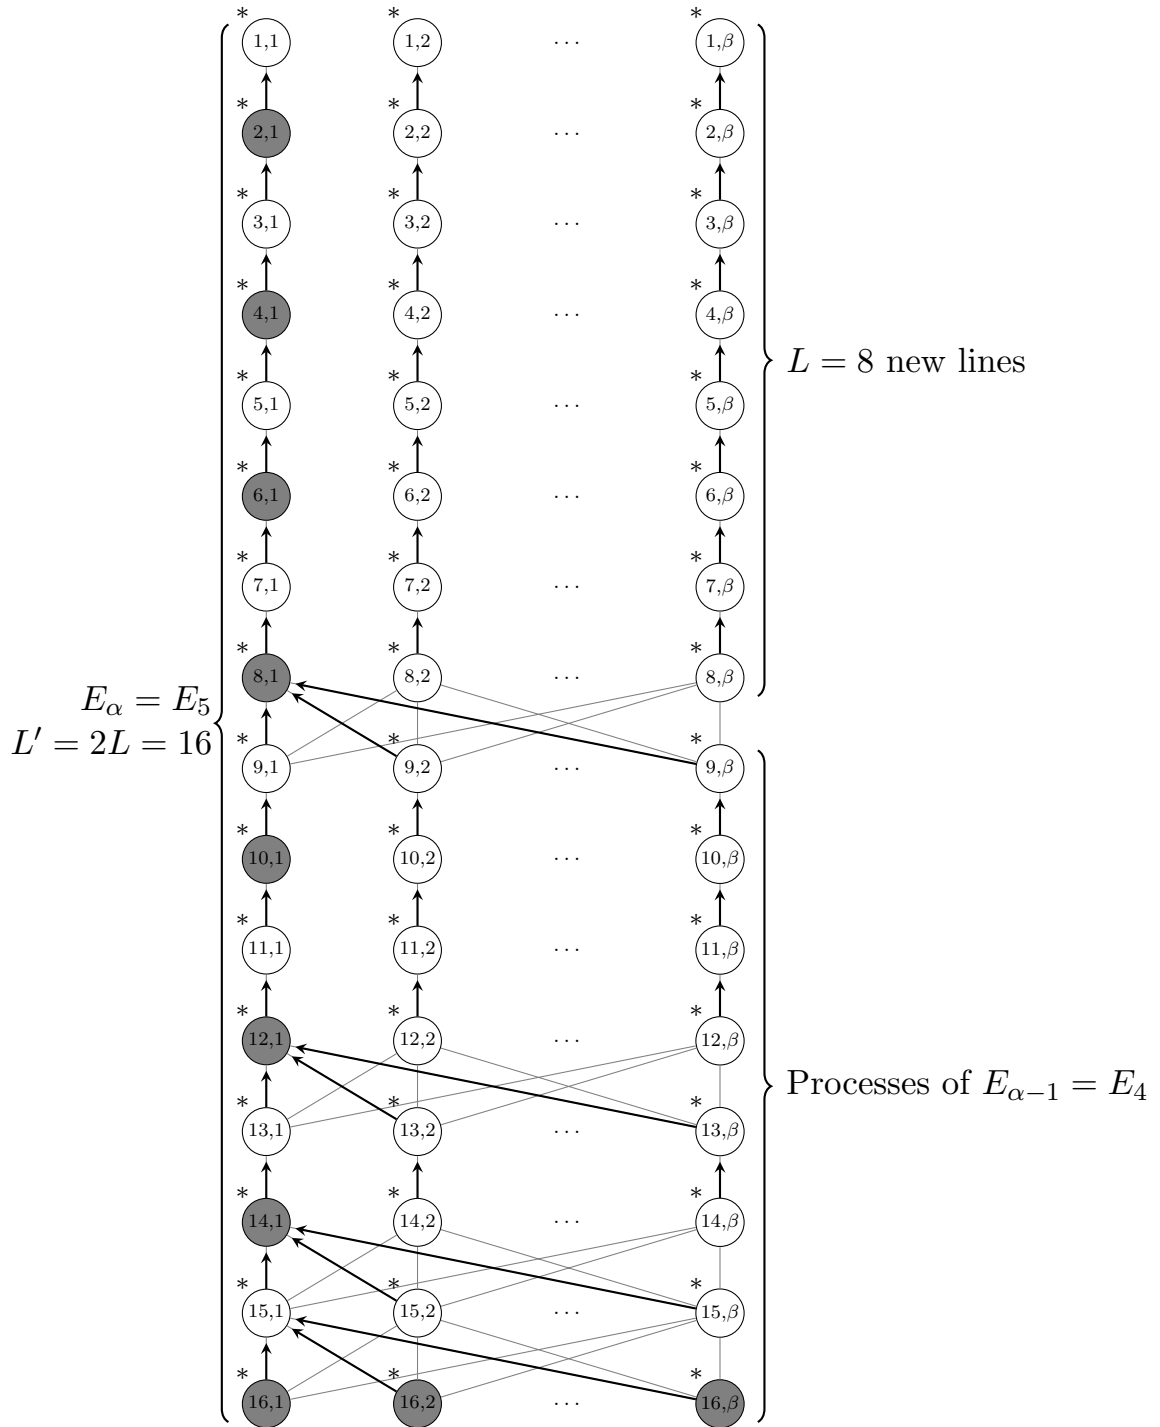 * * *
1,1 1,2 ... 1,β
* * *
2,1 2,2 ... 2,β
* * *
3,1 3,2 ... 3,β
* * *
4,1 4,2 ... 4,β
L = 8 new lines
* * *
5,1 5,2 ... 5,β
* * *
6,1 6,2 ... 6,β
* * *
7,1 7,2 ... 7,β
* * *
8,1 8,2 ... 8,β
Eα = E5
L′ = 2L = 16
* * *
9,1 9,2 ... 9,β
* * *
10,1 10,2 ... 10,β
* * *
11,1 11,2 ... 11,β
* * *
12,1 12,2 ... 12,β
Processes of Eα−1 = E4
* * *
13,1 13,2 ... 13,β
* * *
14,1 14,2 ... 14,β
* * *
15,1 15,2 ... 15,β
* * *
16,1 16,2 ... 16,β